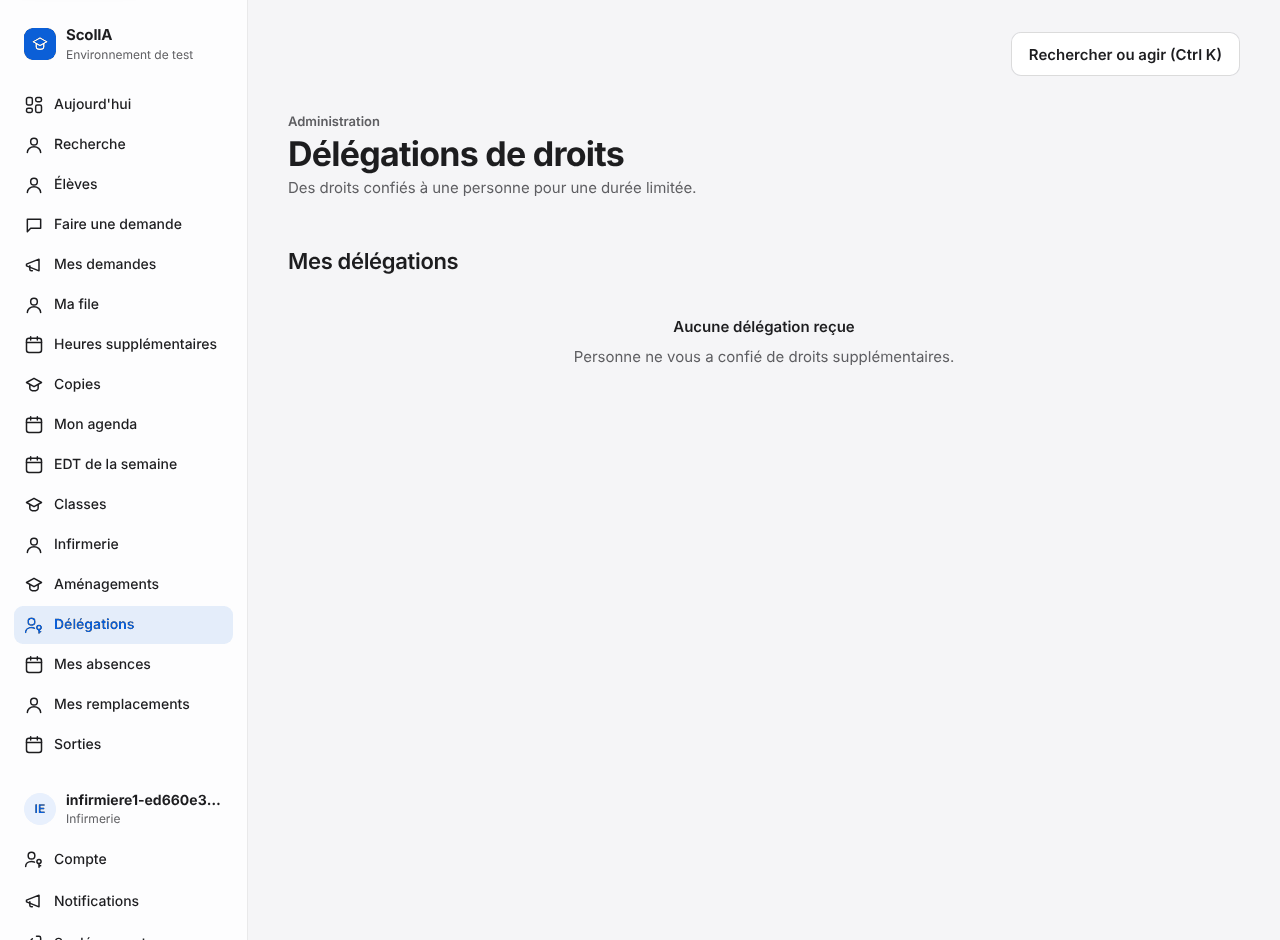 ScolIA
Environnement de test
Rechercher ou agir (Ctrl K)
Aujourd'hui
Recherche
Élèves
Faire une demande
Mes demandes
Ma file
Heures supplémentaires
Copies
Mon agenda
EDT de la semaine
Classes
Infirmerie
Aménagements
Délégations
Mes absences
Mes remplacements
Sorties
infirmiere1-ed660e3...
IE
Infirmerie
Compte
Notifications
Administration
Délégations de droits
Des droits confiés à une personne pour une durée limitée.
Mes délégations
Aucune délégation reçue
Personne ne vous a confié de droits supplémentaires.